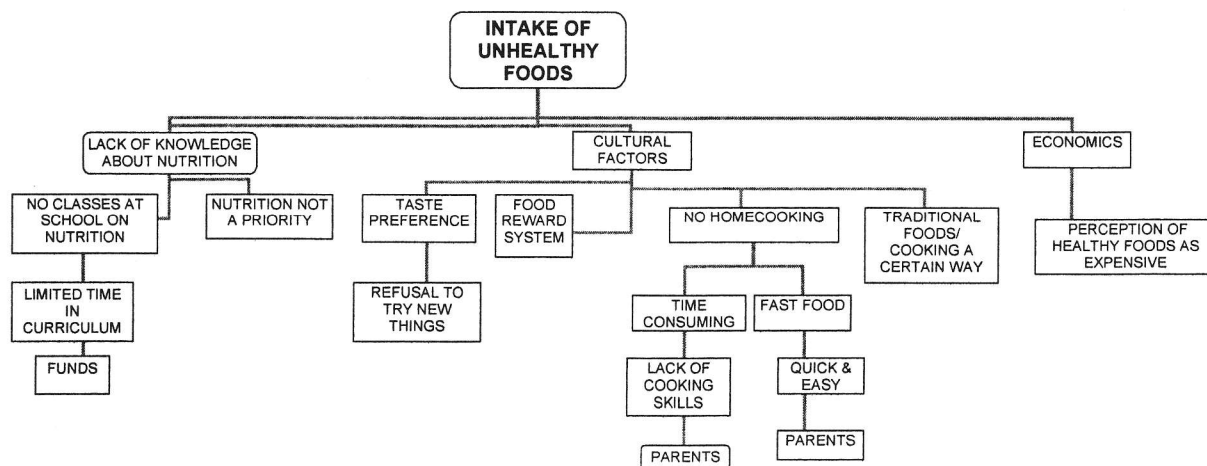 INTAKE OF
UNHEALTHY
FOODS
LACK OF KNOWLEDGE
ABOUT NUTRITION
CULTURAL
FACTORS
ECONOMICS
NO CLASSES AT
SCHOOL ON
NUTRITION
NUTRITION NOT
A PRIORITY
TASTE
PREFERENCE
FOOD
REWARD
SYSTEM
NO HOMECOOKING
TRADITIONAL
FOODS/
COOKING A
CERTAIN WAY
PERCEPTION OF
HEALTHY FOODS AS
EXPENSIVE
LIMITED TIME
IN
CURRICULUM
REFUSAL TO
TRY NEW
THINGS
TIME
CONSUMING
FAST FOOD
FUNDS
LACK OF
COOKING
SKILLS
QUICK &
EASY
PARENTS
PARENTS